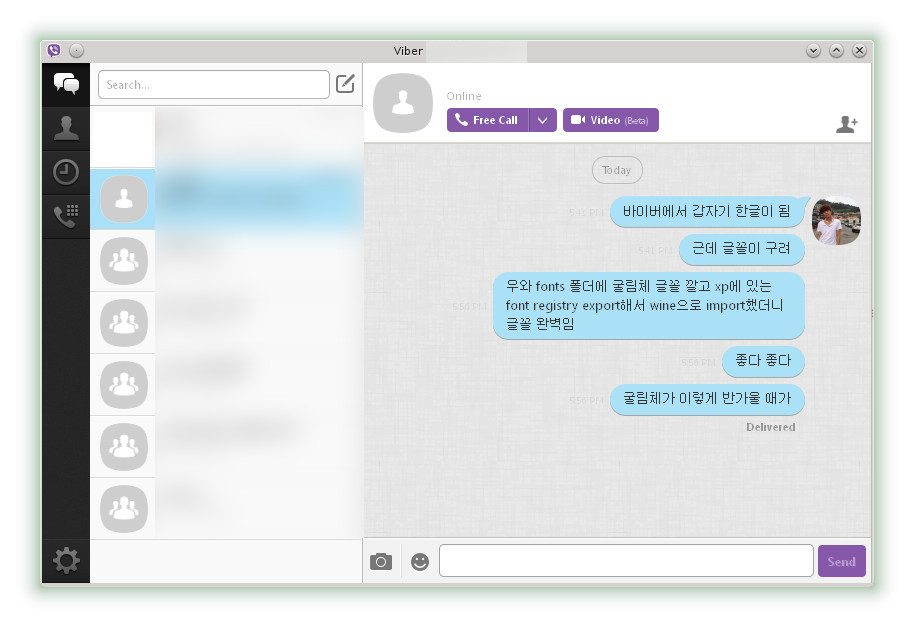 Viber
Search...
Online
Free Call
Video (Beta)
Today
바이버에서 갑자기 한글이 됨
근데 글꼴이 구려
우와 fonts 폴더에 굴림체 글꼴 깔고 xp에 있는
font registry export해서 wine으로 import했더니
글꼴 완벽임
좋다 좋다
굴림체가 이렇게 반가울 때가
Delivered
Send